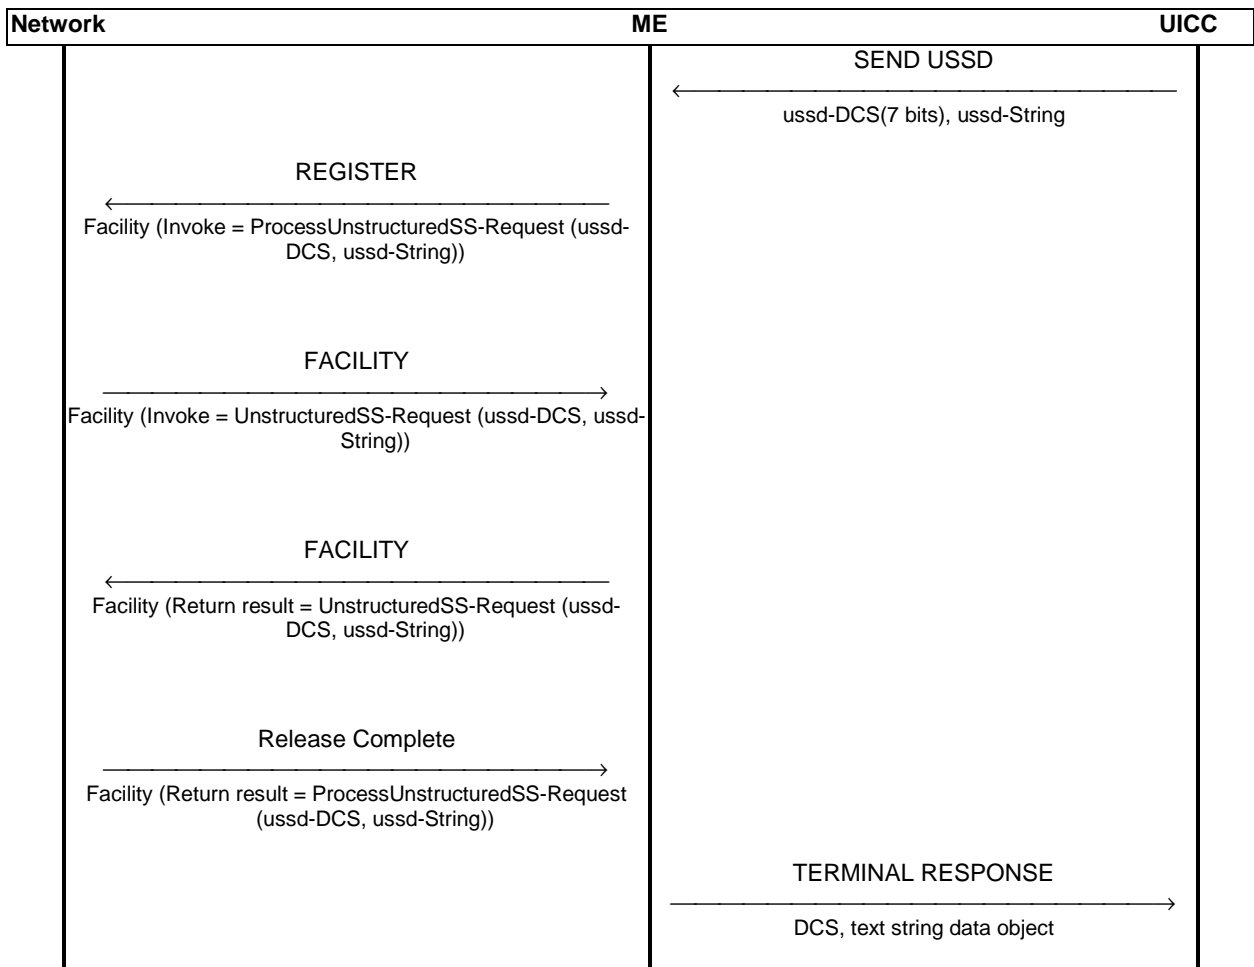 Network ME UICC
SEND USSD
ussd-DCS(7 bits), ussd-String
REGISTER
Facility (Invoke = ProcessUnstructuredSS-Request (ussd-
DCS, ussd-String))
FACILITY
Facility (Invoke = UnstructuredSS-Request (ussd-DCS, ussd-
String))
FACILITY
Facility (Return result = UnstructuredSS-Request (ussd-
DCS, ussd-String))
Release Complete
Facility (Return result = ProcessUnstructuredSS-Request
(ussd-DCS, ussd-String))
TERMINAL RESPONSE
DCS, text string data object